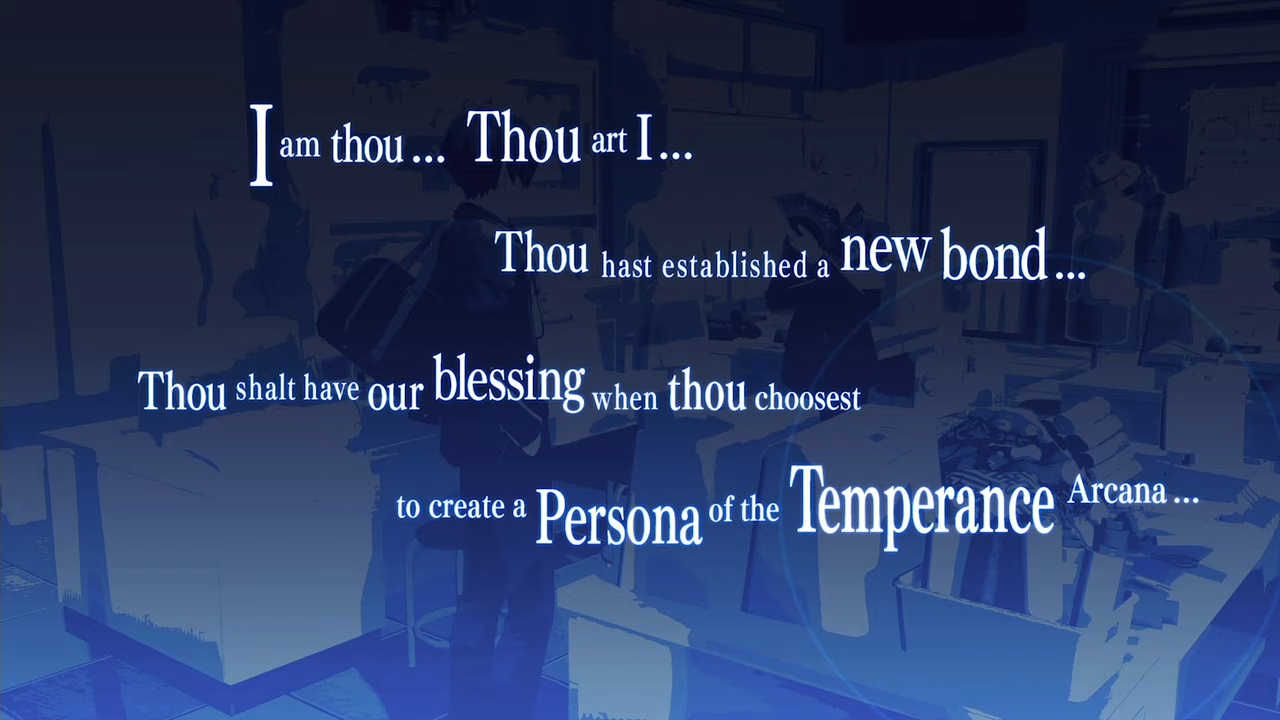 I am thou... Thou art I...
Thou hast established a new bond...
Thou shalt have our blessing when thou choosest
to create a Persona of the Temperance Arcana...